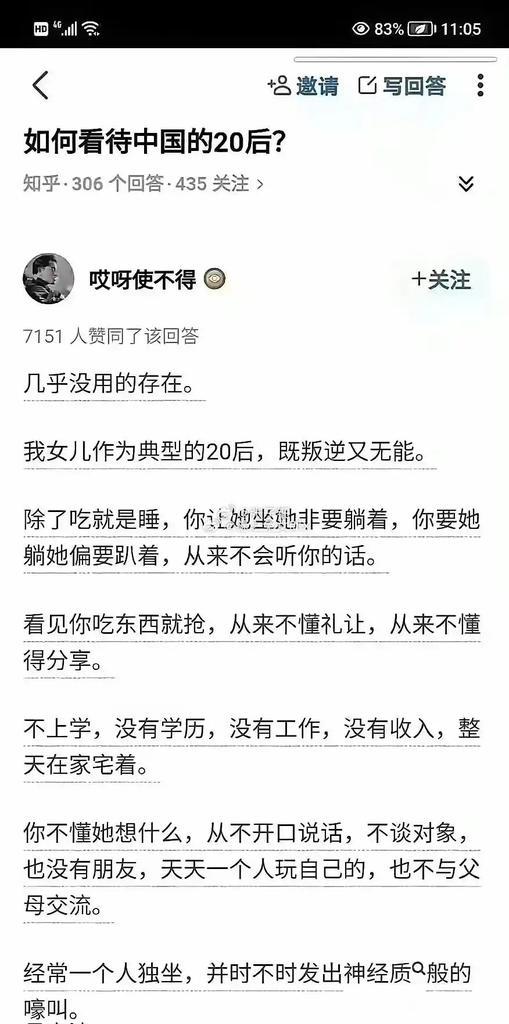 HD 4G 83% 11:05
邀请 写回答
如何看待中国的20后?
知乎·306 个回答·435 关注 >
哎呀使不得 +关注
7151 人赞同了该回答
几乎没用的存在。
我女儿作为典型的20后，既叛逆又无能。
除了吃就是睡，你让她坐她非要躺着，你要她
躺她偏要趴着，从来不会听你的话。
看见你吃东西就抢，从来不懂礼让，从来不懂
得分享。
不上学，没有学历，没有工作，没有收入，整
天在家宅着。
你不懂她想什么，从不开口说话，不谈对象，
也没有朋友，天天一个人玩自己的，也不与父
母交流。
经常一个人独坐，并时不时发出神经质般的
嚎叫。